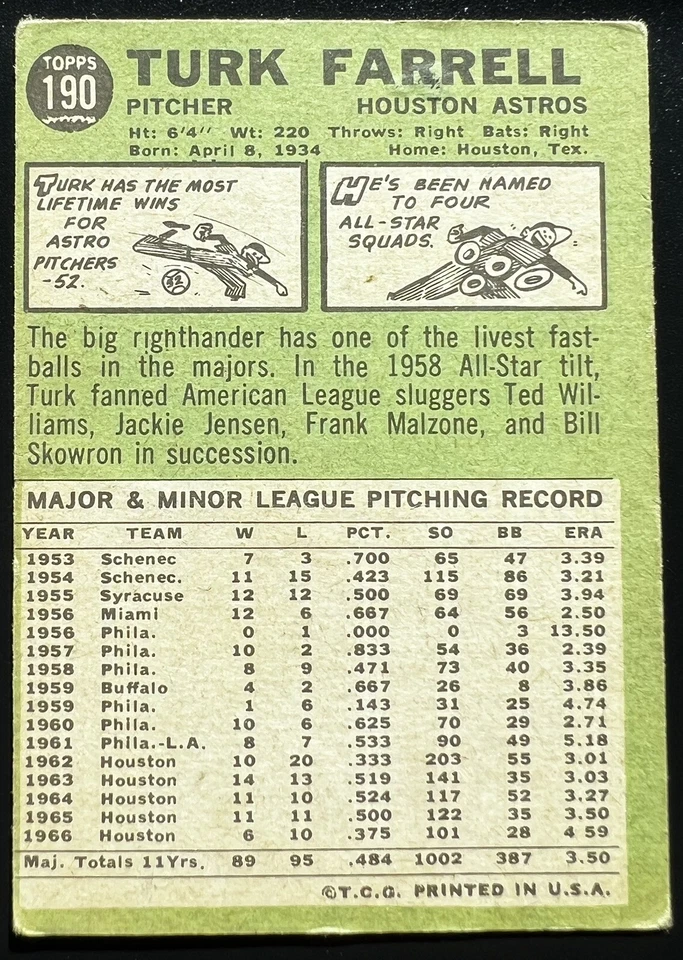 TOPPS
190
TURK FARRELL
PITCHER HOUSTON ASTROS
Ht: 6'4" Wt: 220 Throws: Right Bats: Right
Born: April 8, 1934 Home: Houston, Tex.
TURK HAS THE MOST
LIFETIME WINS
FOR
ASTRO
PITCHERS
-52.
52
HE'S BEEN NAMED
TO FOUR
ALL-STAR
SQUADS.
The big righthander has one of the livest fast-
balls in the majors. In the 1958 All-Star tilt,
Turk fanned American League sluggers Ted Wil-
liams, Jackie Jensen, Frank Malzone, and Bill
Skowron in succession.
MAJOR & MINOR LEAGUE PITCHING RECORD
YEAR TEAM W L PCT. SO BB ERA
1953 Schenec 7 3 .700 65 47 3.39
1954 Schenec. 11 15 .423 115 86 3.21
1955 Syracuse 12 12 .500 69 69 3.94
1956 Miami 12 6 .667 64 56 2.50
1956 Phila. 0 1 .000 0 3 13.50
1957 Phila. 10 2 .833 54 36 2.39
1958 Phila. 8 9 .471 73 40 3.35
1959 Buffalo 4 2 .667 26 8 3.86
1959 Phila. 1 6 .143 31 25 4.74
1960 Phila. 10 6 .625 70 29 2.71
1961 Phila.-L.A. 8 7 .533 90 49 5.18
1962 Houston 10 20 .333 203 55 3.01
1963 Houston 14 13 .519 141 35 3.03
1964 Houston 11 10 .524 117 52 3.27
1965 Houston 11 11 .500 122 35 3.50
1966 Houston 6 10 .375 101 28 4 59
Maj. Totals 11Yrs. 89 95 .484 1002 387 3.50
©T.C.G. PRINTED IN U.S.A.